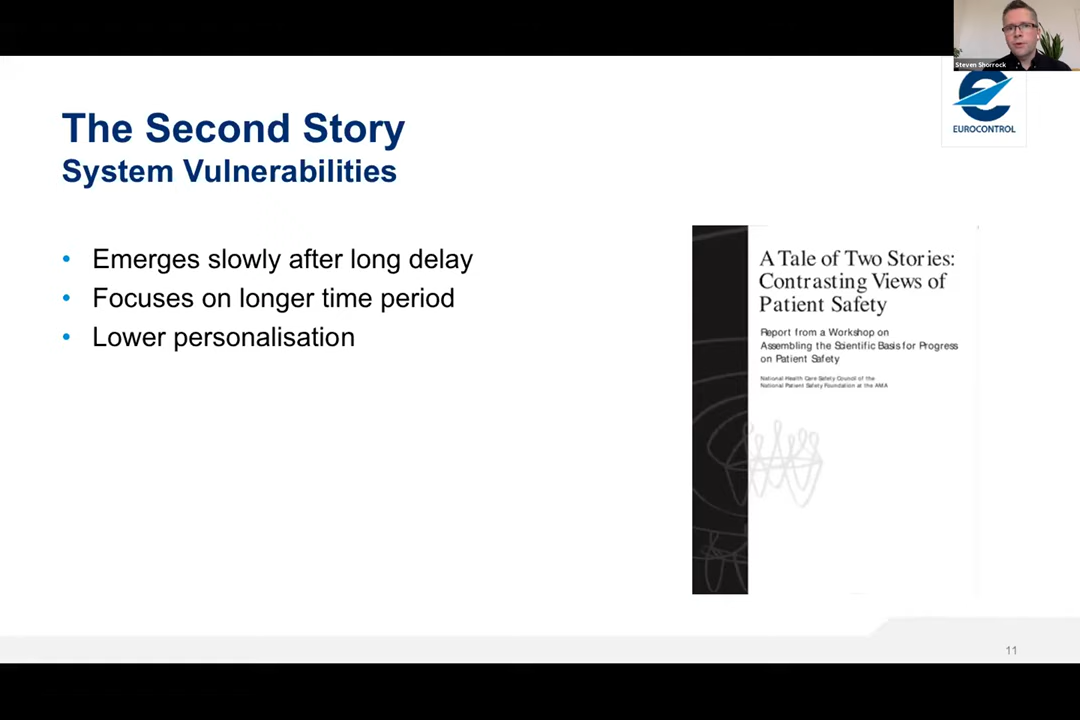 Steven Shorrock
EUROCONTROL
The Second Story
System Vulnerabilities
• Emerges slowly after long delay
• Focuses on longer time period
• Lower personalisation
A Tale of Two Stories:
Contrasting Views of
Patient Safety
Report from a Workshop on
Assembling the Scientific Basis for Progress
on Patient Safety
National Health Care Safety Council of the
National Patient Safety Foundation at the AMA
11